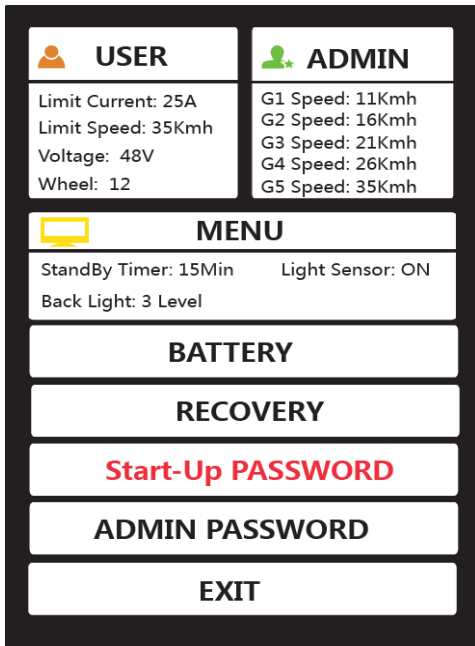 USER
Limit Current: 25A
Limit Speed: 35Kmh
Voltage: 48V
Wheel: 12
ADMIN
G1 Speed: 11Kmh
G2 Speed: 16Kmh
G3 Speed: 21Kmh
G4 Speed: 26Kmh
G5 Speed: 35Kmh
MENU
StandBy Timer: 15Min Light Sensor: ON
Back Light: 3 Level
BATTERY
RECOVERY
Start-Up PASSWORD
ADMIN PASSWORD
EXIT